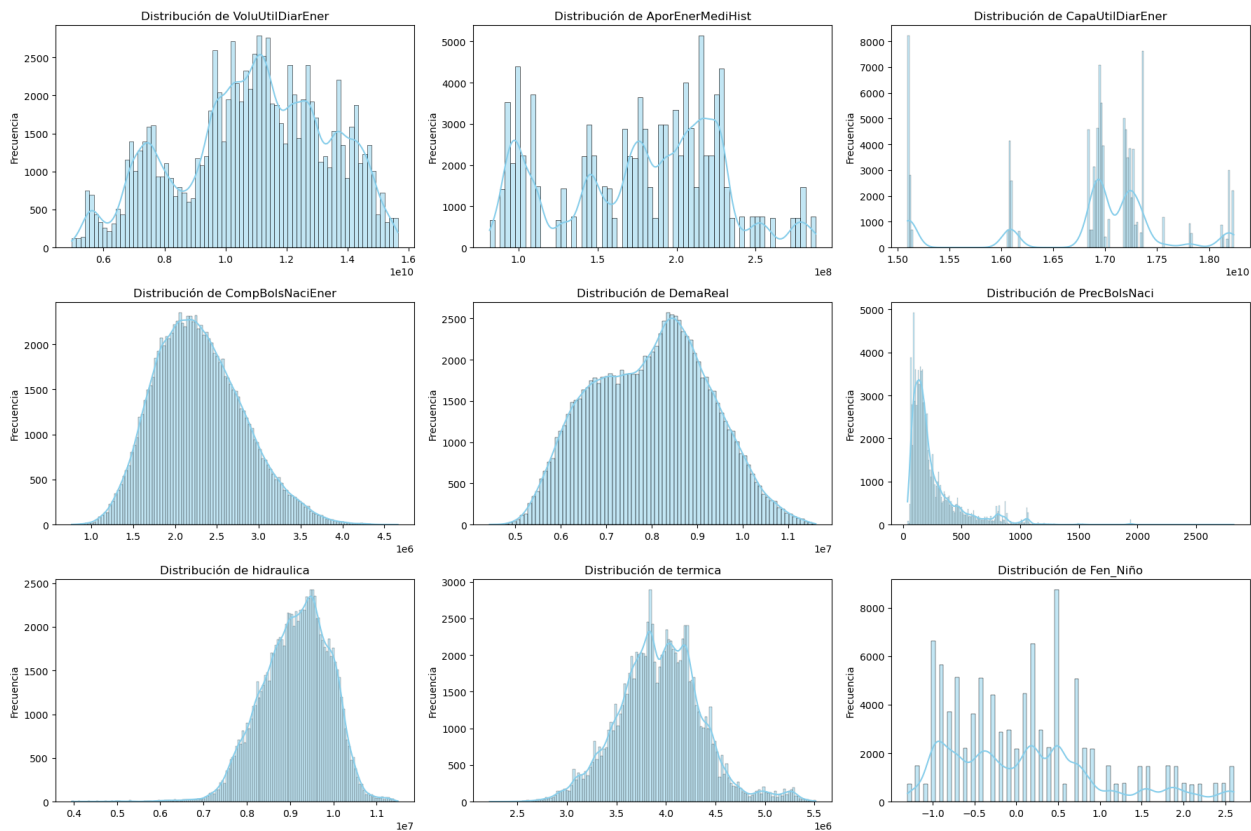 Distribución de VoluUtilDiarEner
Frecuencia
2500
2000
1500
1000
500
0
0.6 0.8 1.0 1.2 1.4 1.6
1e10
Distribución de AporEnerMediHist
Frecuencia
5000
4000
3000
2000
1000
0
1.0 1.5 2.0 2.5
1e8
Distribución de CapaUtilDiarEner
Frecuencia
8000
7000
6000
5000
4000
3000
2000
1000
0
1.50 1.55 1.60 1.65 1.70 1.75 1.80
1e10
Distribución de CompBolsNaciEner
Frecuencia
2000
1500
1000
500
0
1.0 1.5 2.0 2.5 3.0 3.5 4.0 4.5
1e6
Distribución de DemaReal
Frecuencia
2500
2000
1500
1000
500
0
0.5 0.6 0.7 0.8 0.9 1.0 1.1
1e7
Distribución de PrecBolsNaci
Frecuencia
5000
4000
3000
2000
1000
0
0 500 1000 1500 2000 2500
Distribución de hidraulica
Frecuencia
2500
2000
1500
1000
500
0
0.4 0.5 0.6 0.7 0.8 0.9 1.0 1.1
1e7
Distribución de termica
Frecuencia
3000
2500
2000
1500
1000
500
0
2.5 3.0 3.5 4.0 4.5 5.0 5.5
1e6
Distribución de Fen_Niño
Frecuencia
8000
6000
4000
2000
0
−1.0 −0.5 0.0 0.5 1.0 1.5 2.0 2.5